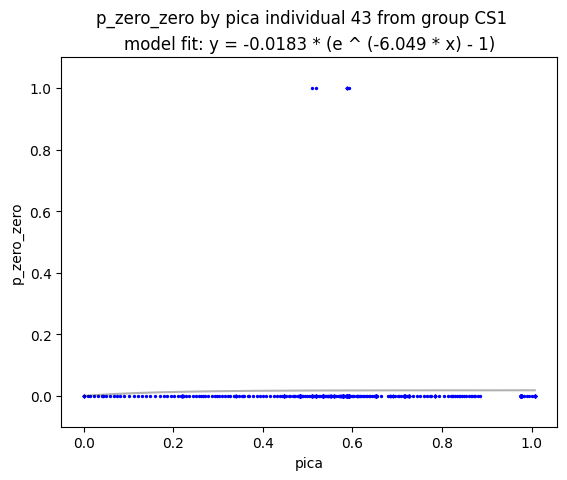 p_zero_zero by pica individual 43 from group CS1
model fit: y = -0.0183 * (e ^ (-6.049 * x) - 1)
1.0
0.8
0.6
0.4
0.2
0.0
p_zero_zero
0.0 0.2 0.4 0.6 0.8 1.0
pica